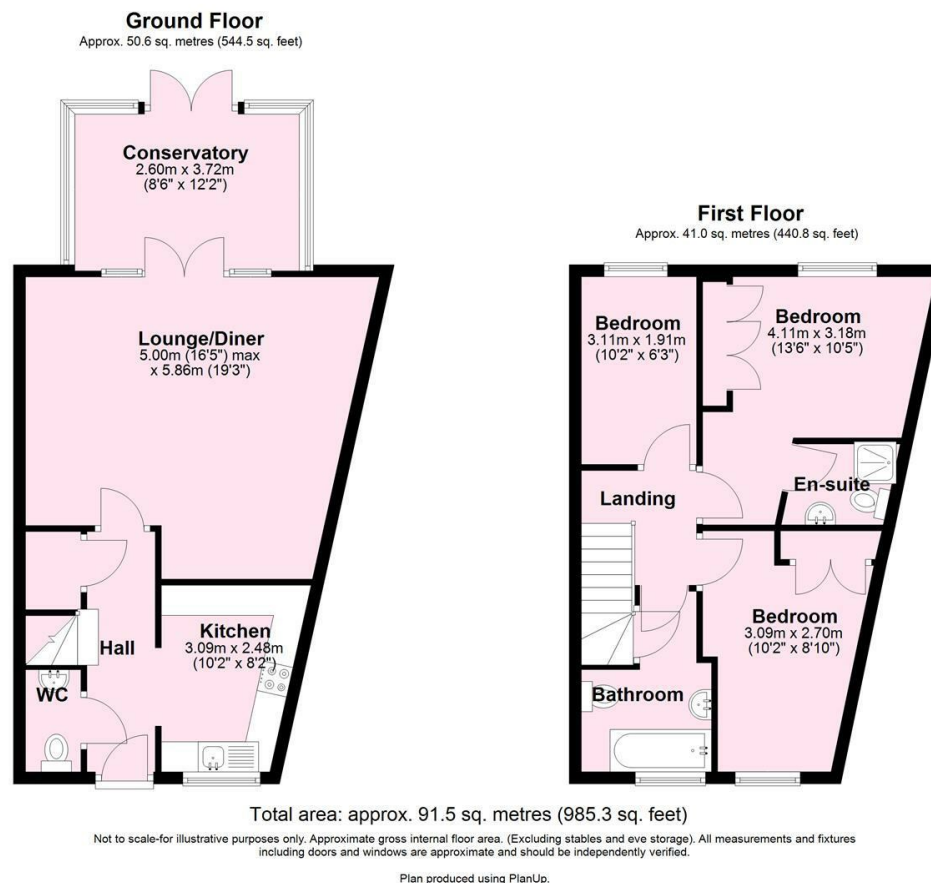 Ground Floor
Approx. 50.6 sq. metres (544.5 sq. feet)
Conservatory
2.60m x 3.72m
(8'6" x 12'2")
Lounge/Diner
5.00m (16'5") max
x 5.86m (19'3")
Kitchen
3.09m x 2.48m
(10'2" x 8'2")
Hall
WC
First Floor
Approx. 41.0 sq. metres (440.8 sq. feet)
Bedroom
3.11m x 1.91m
(10'2" x 6'3")
Bedroom
4.11m x 3.18m
(13'6" x 10'5")
En-suite
Landing
Bedroom
3.09m x 2.70m
(10'2" x 8'10")
Bathroom
Total area: approx. 91.5 sq. metres (985.3 sq. feet)
Not to scale-for illustrative purposes only. Approximate gross internal floor area. (Excluding stables and eve storage). All measurements and fixtures
including doors and windows are approximate and should be independently verified.
Plan produced using PlanUp.